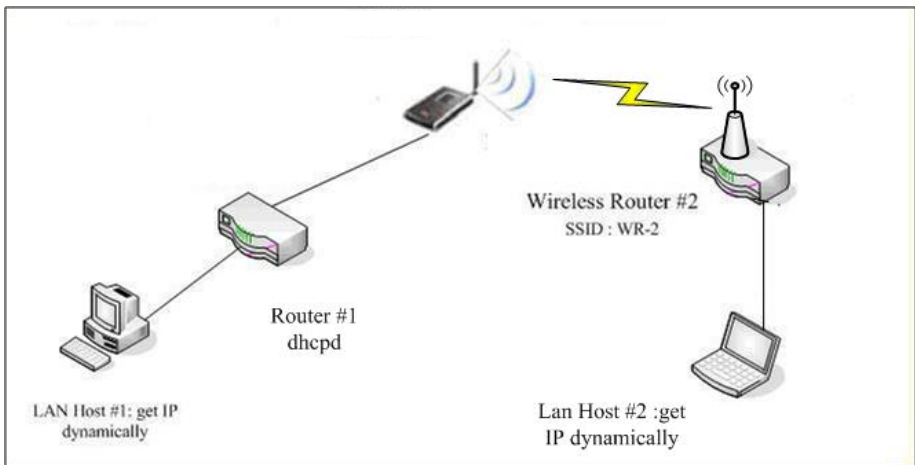 Wireless Router #2
SSID : WR-2
Router #1
dhcpd
LAN Host #1: get IP
dynamically
Lan Host #2 :get
IP dynamically